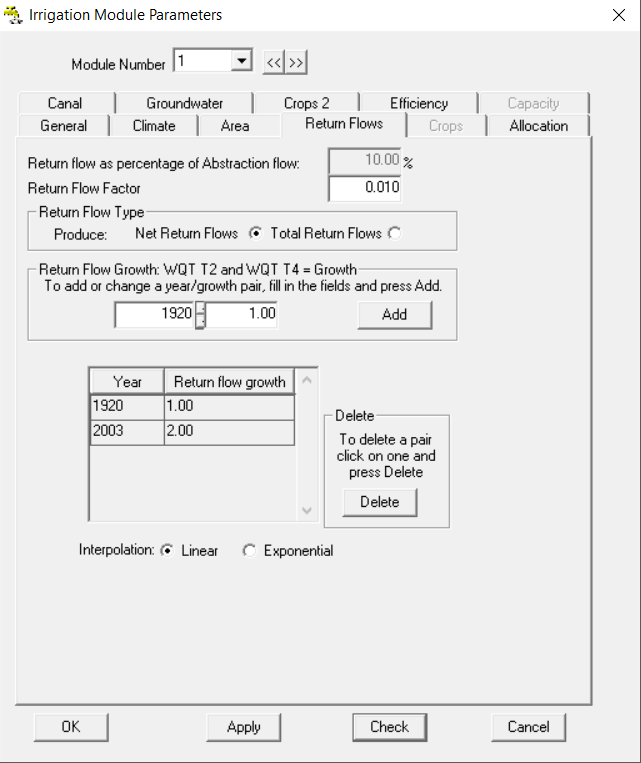 Irrigation Module Parameters
Module Number 1 << >>
Canal Groundwater Crops 2 Efficiency Capacity
General Climate Area Return Flows Crops Allocation
Return flow as percentage of Abstraction flow: 10.00 %
Return Flow Factor 0.010
Return Flow Type
Produce: Net Return Flows Total Return Flows
Return Flow Growth: WQT T2 and WQT T4 = Growth
To add or change a year/growth pair, fill in the fields and press Add.
1920 1.00 Add
Year Return flow growth
1920 1.00
2003 2.00
Delete
To delete a pair
click on one and
press Delete
Delete
Interpolation: Linear Exponential
OK Apply Check Cancel